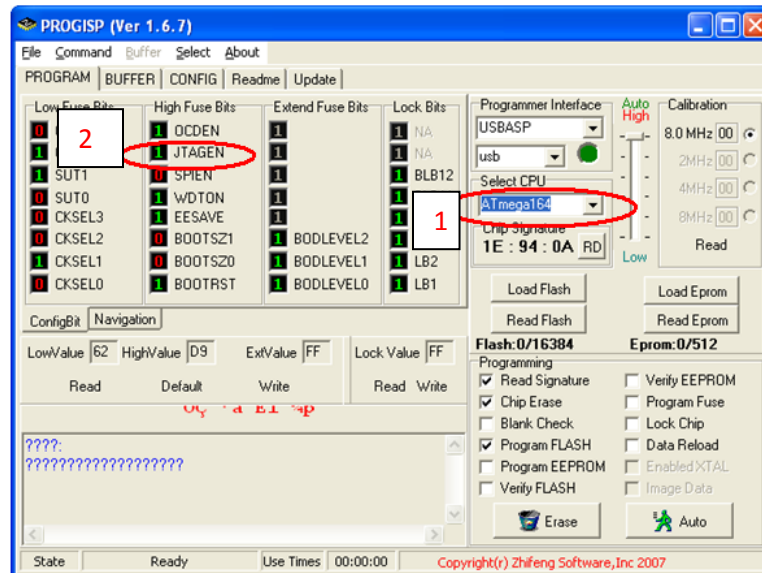 PROGISP (Ver 1.6.7)
File Command Buffer Select About
PROGRAM BUFFER CONFIG Readme Update
Low Fuse Bits
0
1
1 SUT1
0 SUT0
0 CKSEL3
0 CKSEL2
1 CKSEL1
0 CKSEL0
2
High Fuse Bits
1 OCDEN
1 JTAGEN
0 SPIEN
1 WDTON
1 EESAVE
0 BOOTSZ1
0 BOOTSZ0
1 BOOTRST
Extend Fuse Bits
1
1
1
1
1
1 BODLEVEL2
1 BODLEVEL1
1 BODLEVEL0
Lock Bits
1 NA
1 NA
1 BLB12
1
1
1
1 LB2
1 LB1
1
ConfigBit Navigation
LowValue 62 HighValue D9 ExtValue FF Lock Value FF
Read Default Write Read Write
????:
???????????????????
Programmer Interface
USBASP
usb
Select CPU
ATmega164
Chip Signature
1E : 94 : 0A RD
Auto
High
Low
Calibration
8.0 MHz 00
2MHz 00
4MHz 00
8MHz 00
Read
Load Flash Load Eprom
Read Flash Read Eprom
Flash:0/16384 Eprom:0/512
Programming
Read Signature Verify EEPROM
Chip Erase Program Fuse
Blank Check Lock Chip
Program FLASH Data Reload
Program EEPROM Enabled XTAL
Verify FLASH Image Data
Erase Auto
State Ready Use Times 00:00:00 Copyright(r) Zhifeng Software,Inc 2007